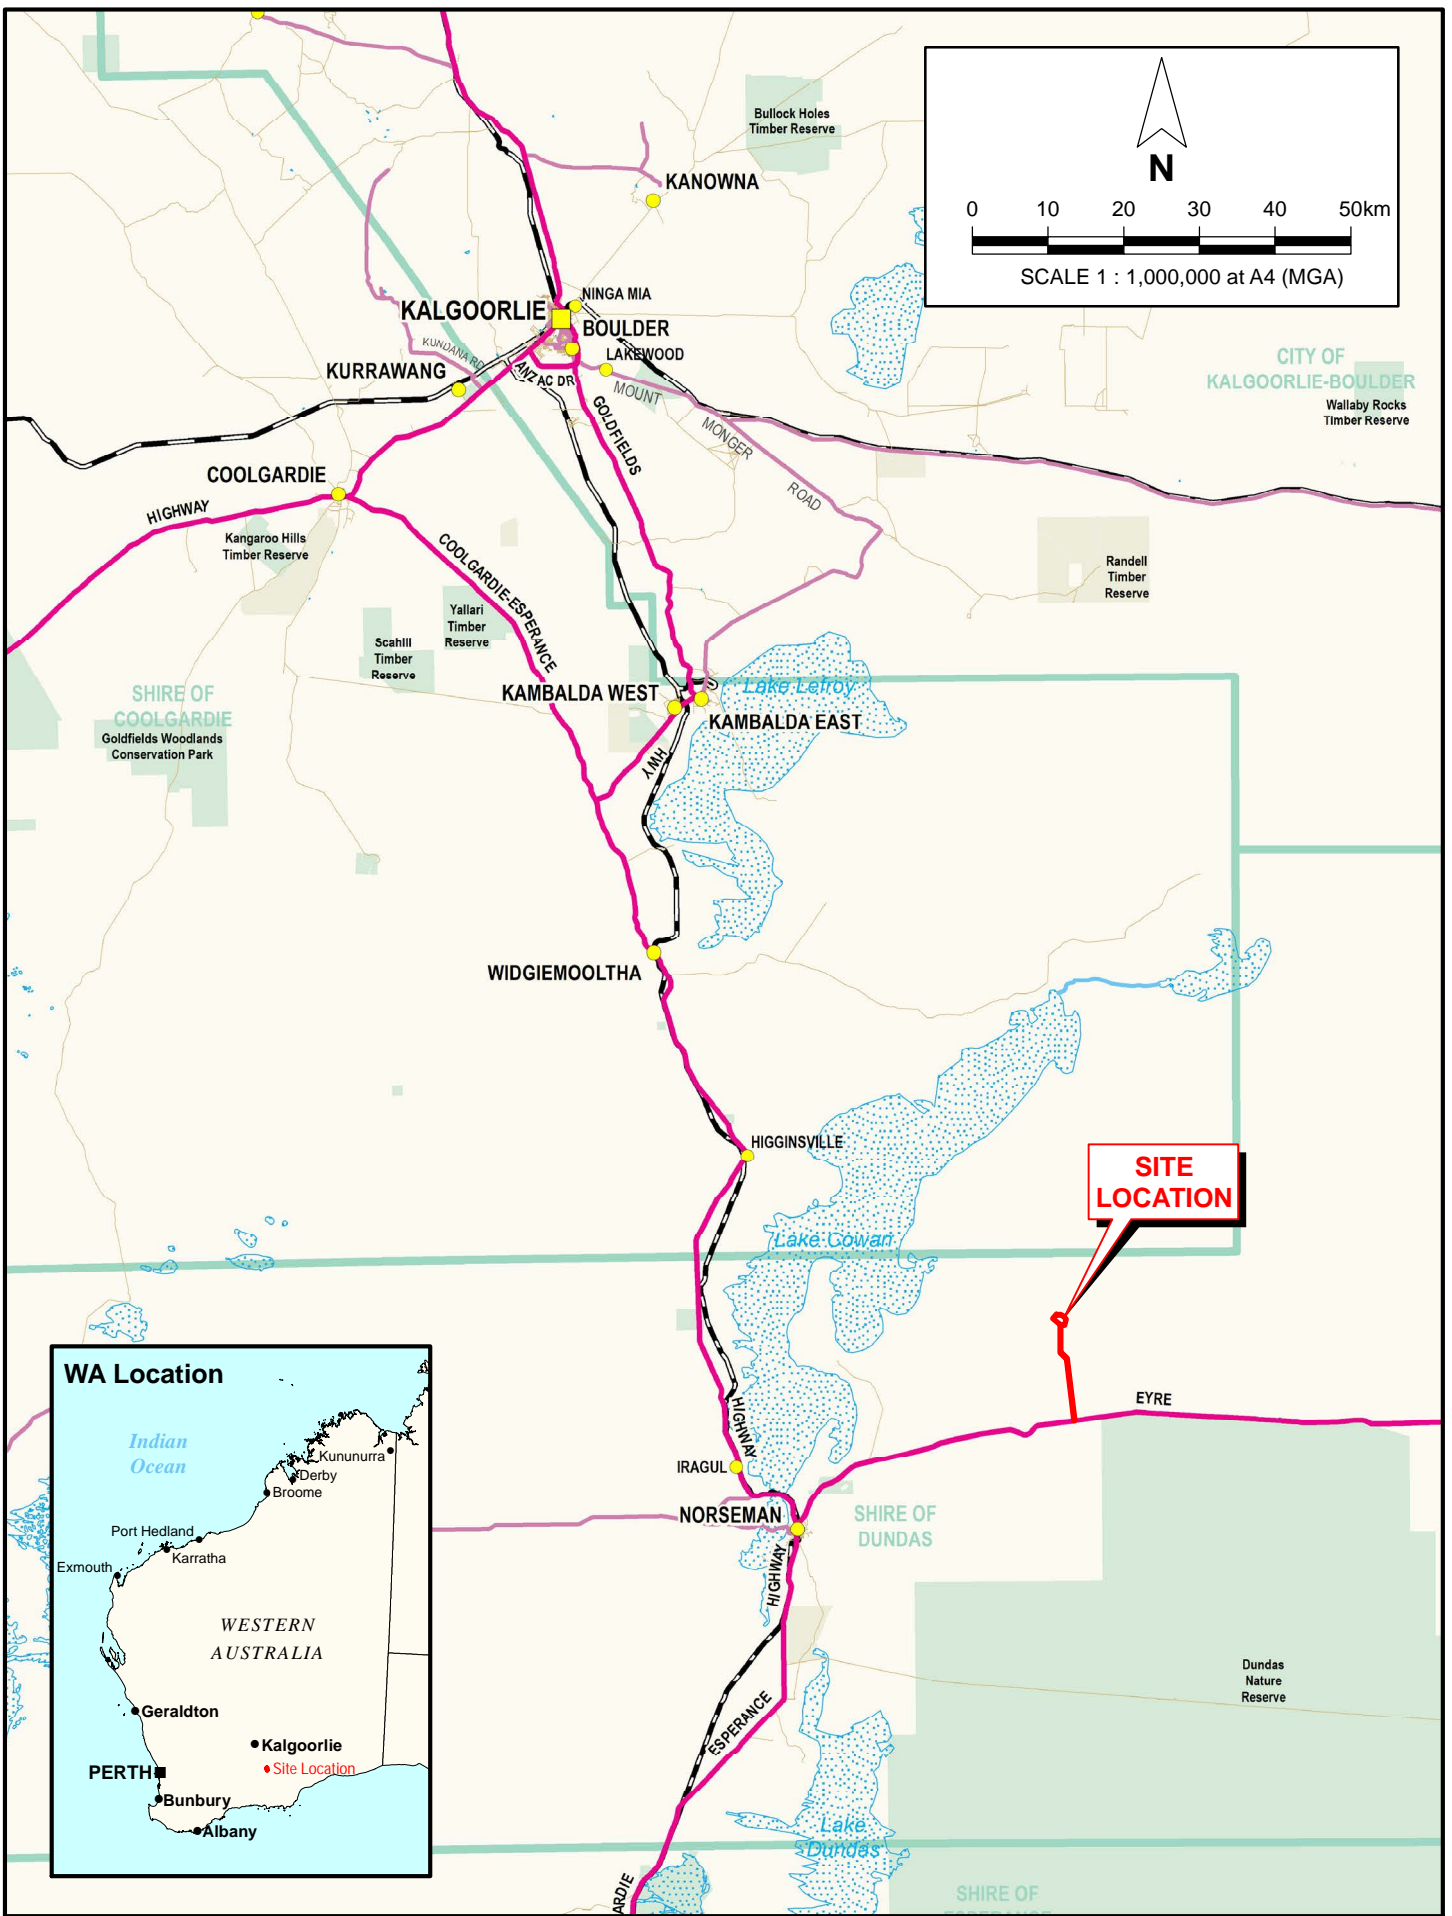 Bullock Holes
Timber Reserve
N
0 10 20 30 40 50km
SCALE 1 : 1,000,000 at A4 (MGA)
KANOWNA
NINGA MIA
KALGOORLIE
BOULDER
KUNDANA RD
LAKEWOOD
KURRAWANG
ANZAC DR
MOUNT
MONGER
ROAD
GOLDFIELDS
CITY OF
KALGOORLIE-BOULDER
Wallaby Rocks
Timber Reserve
COOLGARDIE
HIGHWAY
Kangaroo Hills
Timber Reserve
COOLGARDIE-ESPERANCE
Randell
Timber
Reserve
Yallari
Timber
Reserve
Scahill
Timber
Reserve
SHIRE OF
COOLGARDIE
Goldfields Woodlands
Conservation Park
KAMBALDA WEST
Lake Lefroy
KAMBALDA EAST
HWY
WIDGIEMOOLTHA
HIGGINSVILLE
SITE
LOCATION
Lake Cowan
HIGHWAY
EYRE
IRAGUL
NORSEMAN
SHIRE OF
DUNDAS
HIGHWAY
Dundas
Nature
Reserve
ESPERANCE
Lake
Dundas
ARDIE
SHIRE OF
WA Location
Indian
Ocean
Kununurra
Derby
Broome
Port Hedland
Karratha
Exmouth
WESTERN
AUSTRALIA
Geraldton
Kalgoorlie
Site Location
PERTH
Bunbury
Albany